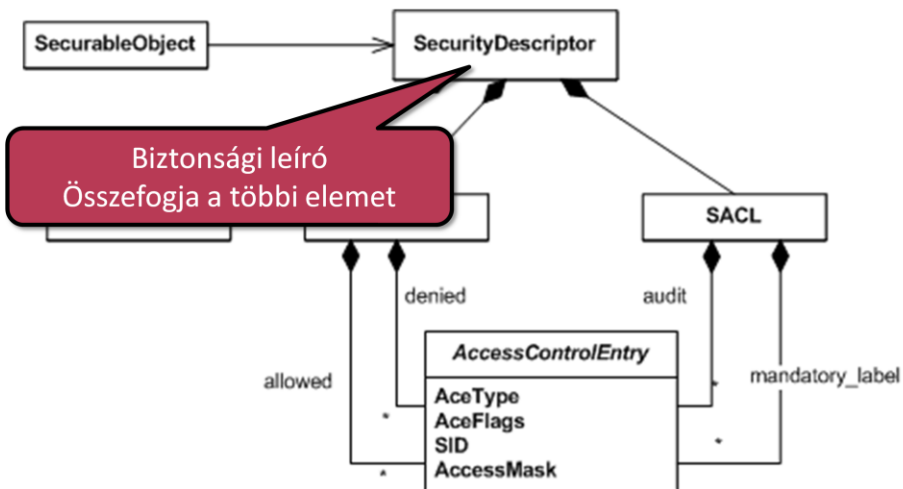 SecurableObject
SecurityDescriptor
Biztonsági leíró
Összefogja a többi elemet
SACL
denied
audit
AccessControlEntry
allowed
mandatory_label
AceType
*
AceFlags
*
SID
*
AccessMask
*